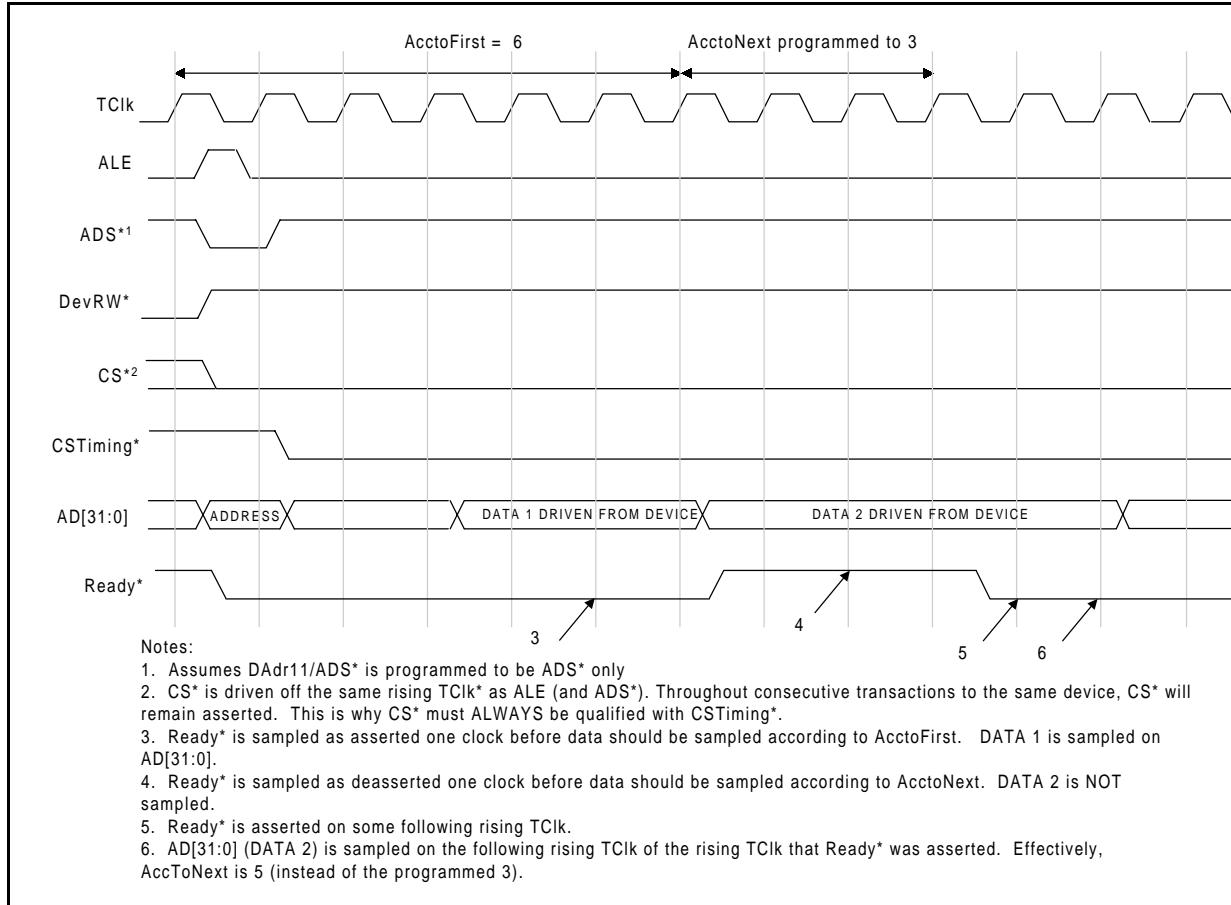 AcctoFirst = 6
AcctoNext programmed to 3
TClk
ALE
ADS*1
DevRW*
CS*2
CSTiming*
AD[31:0]
ADDRESS
DATA 1 DRIVEN FROM DEVICE
DATA 2 DRIVEN FROM DEVICE
Ready*
3
4
5
6
Notes:
1. Assumes DAdr11/ADS* is programmed to be ADS* only
2. CS* is driven off the same rising TClk* as ALE (and ADS*). Throughout consecutive transactions to the same device, CS* will
remain asserted. This is why CS* must ALWAYS be qualified with CSTiming*.
3. Ready* is sampled as asserted one clock before data should be sampled according to AcctoFirst. DATA 1 is sampled on
AD[31:0].
4. Ready* is sampled as deasserted one clock before data should be sampled according to AcctoNext. DATA 2 is NOT
sampled.
5. Ready* is asserted on some following rising TClk.
6. AD[31:0] (DATA 2) is sampled on the following rising TClk of the rising TClk that Ready* was asserted. Effectively,
AccToNext is 5 (instead of the programmed 3).